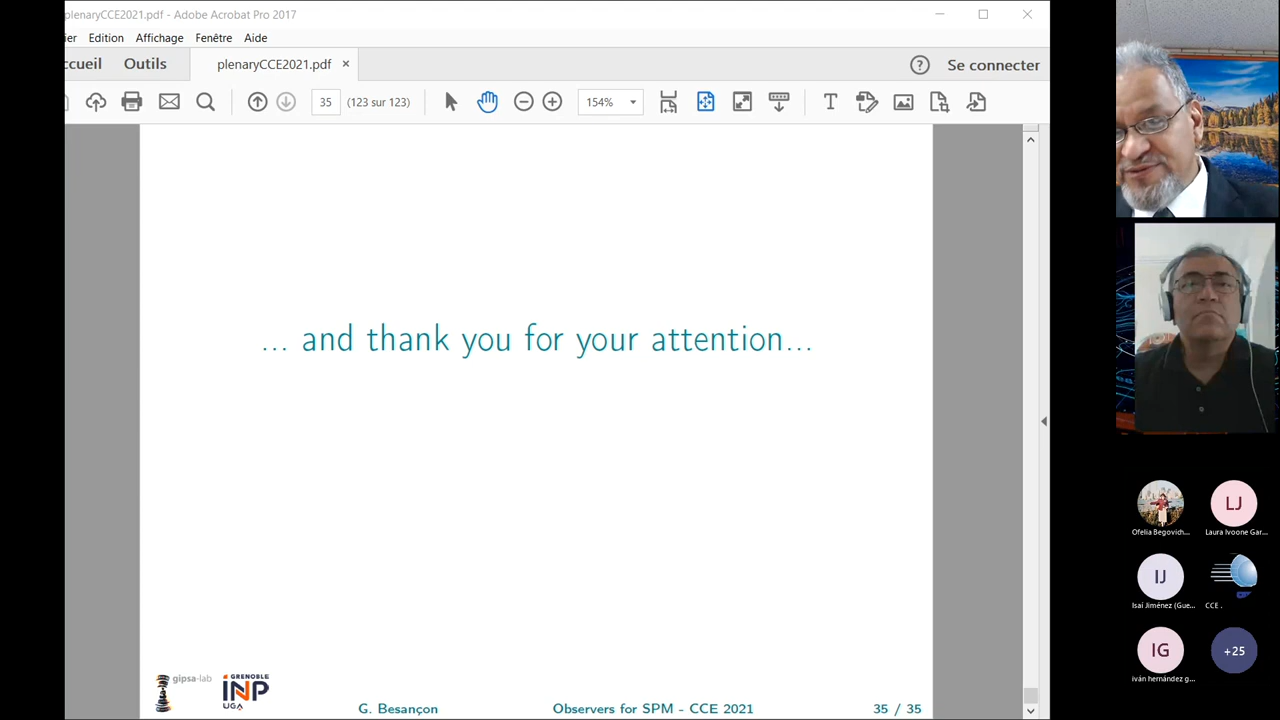 plenaryCCE2021.pdf - Adobe Acrobat Pro 2017
ier Edition Affichage Fenêtre Aide
ccueil Outils plenaryCCE2021.pdf × ? Se connecter
35 (123 sur 123) 154%
... and thank you for your attention...
Ofelia Begovich... LJ Laura Ivoone Gar...
IJ Isaí Jiménez (Gue... CCE .
IG iván hernández g... +25
gipsa-lab GRENOBLE INP UGA
G. Besançon Observers for SPM - CCE 2021 35 / 35